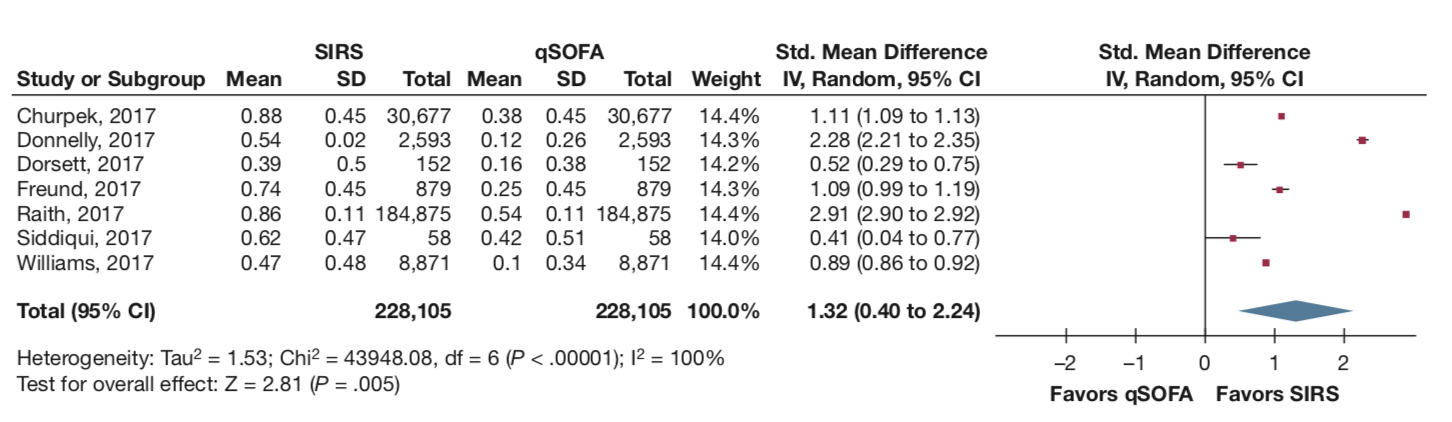 SIRS qSOFA Std. Mean Difference Std. Mean Difference
Study or Subgroup Mean SD Total Mean SD Total Weight IV, Random, 95% CI IV, Random, 95% CI
Churpek, 2017 0.88 0.45 30,677 0.38 0.45 30,677 14.4% 1.11 (1.09 to 1.13)
Donnelly, 2017 0.54 0.02 2,593 0.12 0.26 2,593 14.3% 2.28 (2.21 to 2.35)
Dorsett, 2017 0.39 0.5 152 0.16 0.38 152 14.2% 0.52 (0.29 to 0.75)
Freund, 2017 0.74 0.45 879 0.25 0.45 879 14.3% 1.09 (0.99 to 1.19)
Raith, 2017 0.86 0.11 184,875 0.54 0.11 184,875 14.4% 2.91 (2.90 to 2.92)
Siddiqui, 2017 0.62 0.47 58 0.42 0.51 58 14.0% 0.41 (0.04 to 0.77)
Williams, 2017 0.47 0.48 8,871 0.1 0.34 8,871 14.4% 0.89 (0.86 to 0.92)
Total (95% CI) 228,105 228,105 100.0% 1.32 (0.40 to 2.24)
Heterogeneity: Tau² = 1.53; Chi² = 43948.08, df = 6 (P < .00001); I² = 100%
Test for overall effect: Z = 2.81 (P = .005)
−2 −1 0 1 2
Favors qSOFA Favors SIRS